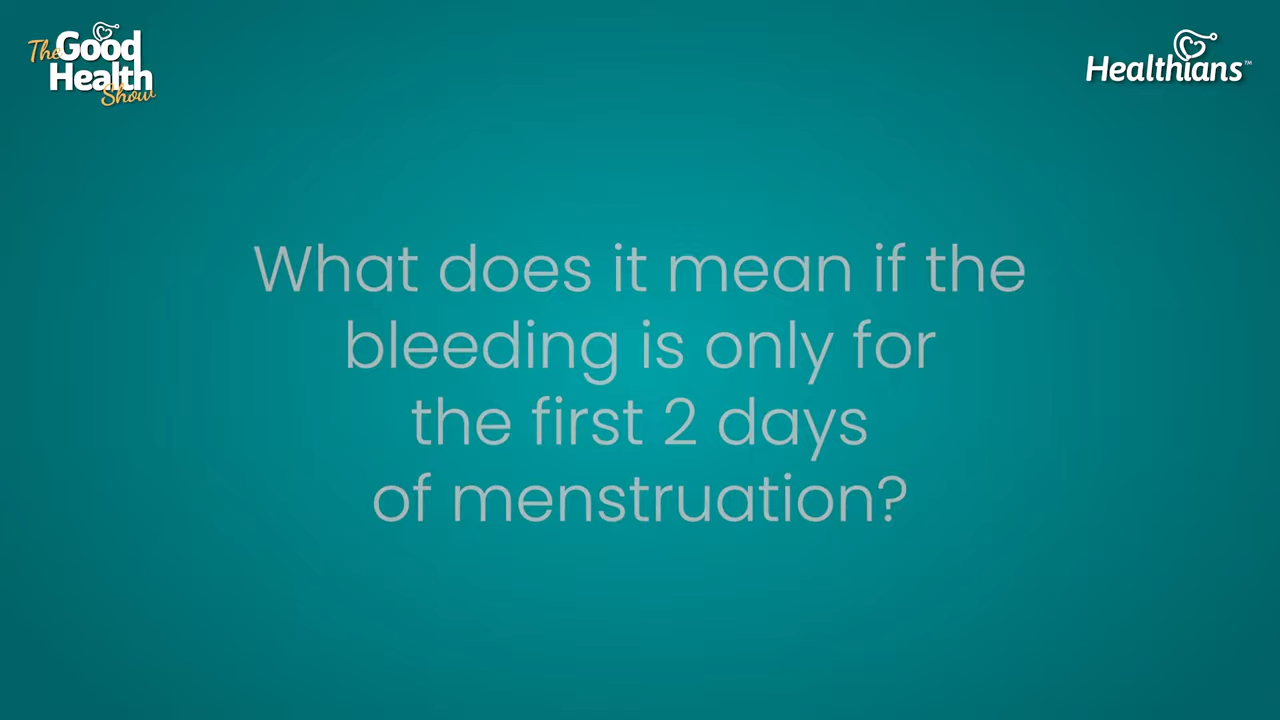 The Good
Health
Show
Healthians™
What does it mean if the
bleeding is only for
the first 2 days
of menstruation?